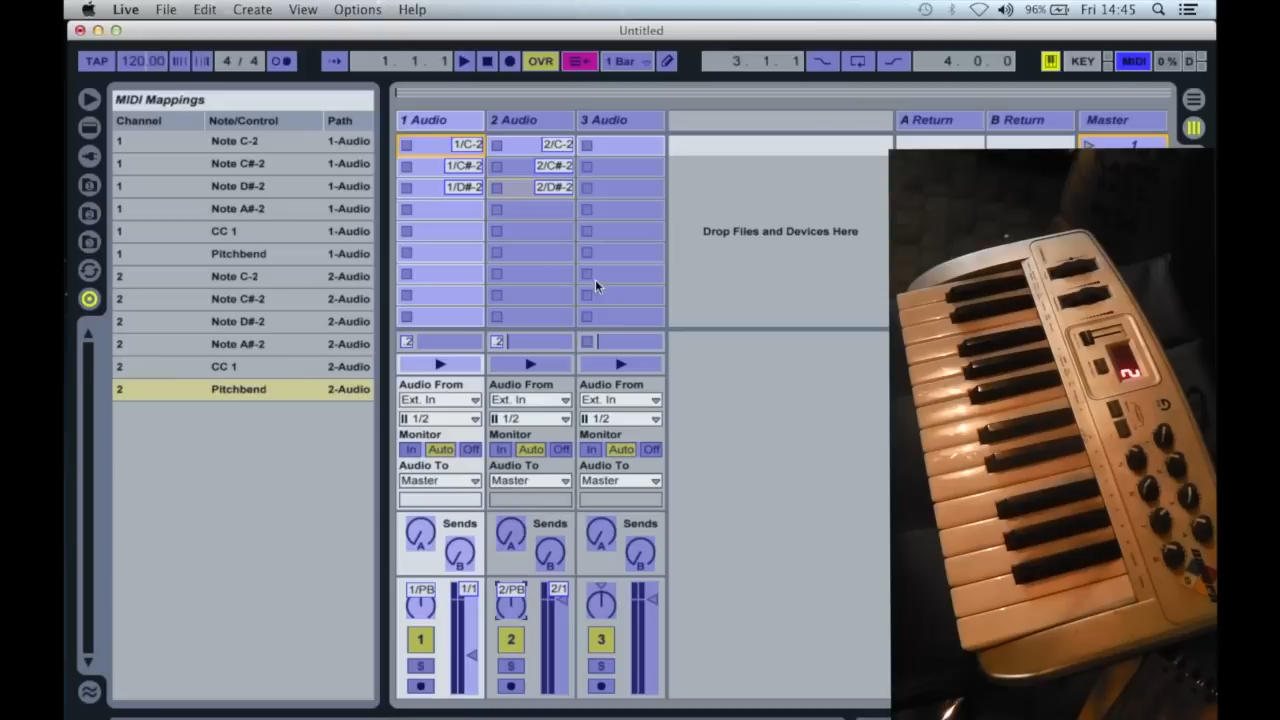 Live File Edit Create View Options Help 96% Fri 14:45
Untitled
TAP 120.00 4 / 4 1. 1. 1 OVR 1 Bar 3. 1. 1 4. 0. 0 KEY MIDI 0 % D
MIDI Mappings
Channel Note/Control Path
1 Note C-2 1-Audio
1 Note C#-2 1-Audio
1 Note D#-2 1-Audio
1 Note A#-2 1-Audio
1 CC 1 1-Audio
1 Pitchbend 1-Audio
2 Note C-2 2-Audio
2 Note C#-2 2-Audio
2 Note D#-2 2-Audio
2 Note A#-2 2-Audio
2 CC 1 2-Audio
2 Pitchbend 2-Audio
1 Audio 2 Audio 3 Audio A Return B Return Master
1/C-2 2/C-2 1
1/C#-2 2/C#-2
1/D#-2 2/D#-2
Drop Files and Devices Here
Audio From Audio From Audio From
Ext. In Ext. In Ext. In
1/2 1/2 1/2
Monitor Monitor Monitor
In Auto Off In Auto Off In Auto Off
Audio To Audio To Audio To
Master Master Master
Sends Sends Sends
A A A
B B B
1/PB 1/1 2/PB 2/1
1 2 3
S S S
2